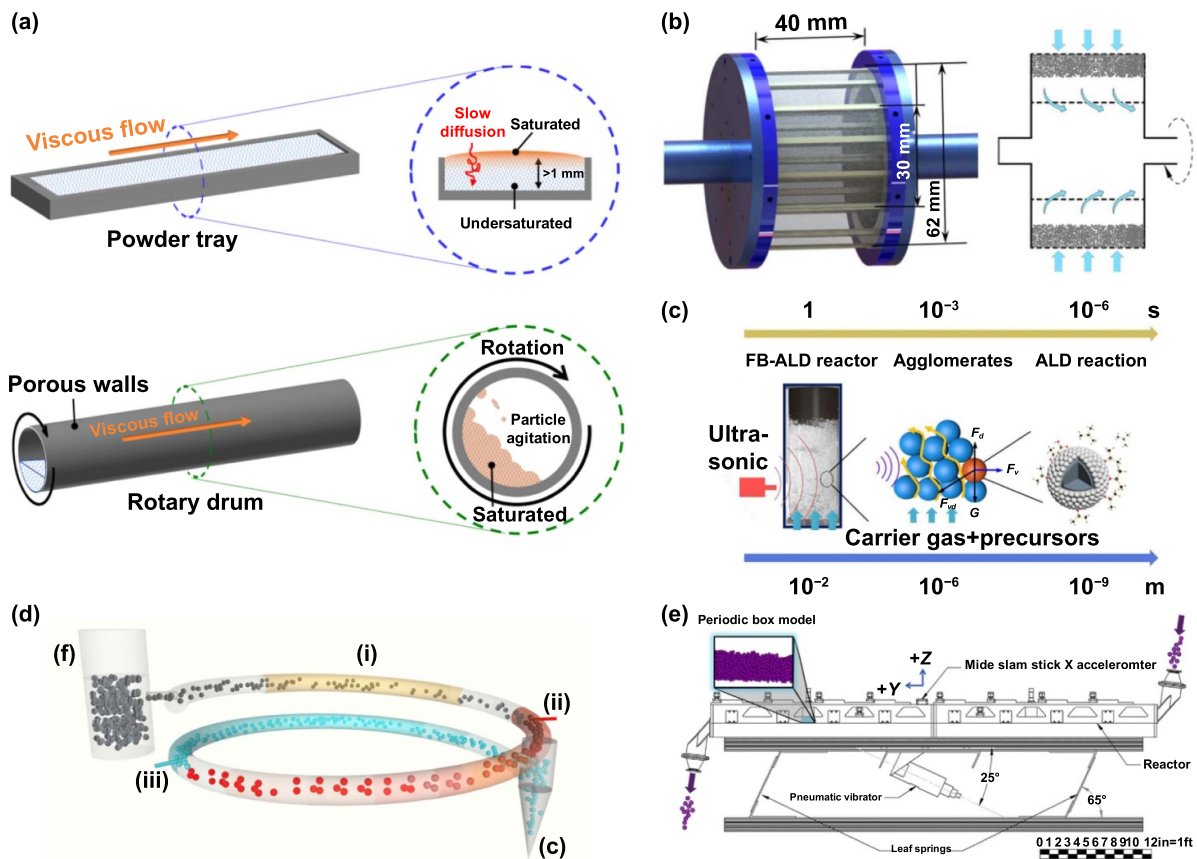 (a)
Viscous flow
Powder tray
Slow
diffusion
Saturated
>1 mm
Undersaturated
Porous walls
Viscous flow
Rotary drum
Rotation
Particle
agitation
Saturated
(b)
40 mm
30 mm
62 mm
(c)
1 10⁻³ 10⁻⁶ s
FB-ALD reactor Agglomerates ALD reaction
Ultra-
sonic
Fd
Fv
Fvd
G
Carrier gas+precursors
10⁻² 10⁻⁶ 10⁻⁹ m
(d)
(f)
(i)
(ii)
(iii)
(c)
(e)
Periodic box model
+Z
+Y
Mide slam stick X acceleromter
Reactor
25°
Pneumatic vibrator
65°
Leaf springs
0 1 2 3 4 5 6 7 8 9 10 12in=1ft